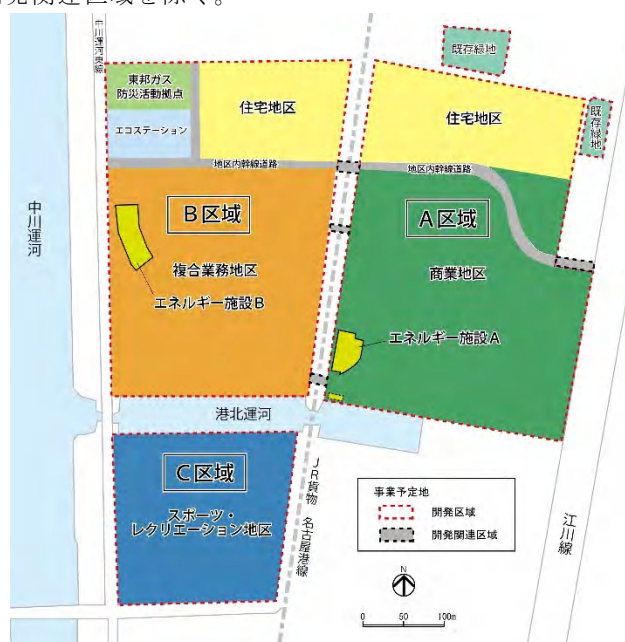 発関連区域を除く。
中川運河東線
既存緑地
東邦ガス
防災活動拠点
エコステーション
住宅地区
住宅地区
既存緑地
地区内幹線道路
地区内幹線道路
中川運河
B区域
複合業務地区
エネルギー施設B
A区域
商業地区
エネルギー施設A
港北運河
C区域
スポーツ・
レクリエーション地区
JR貨物 名古屋港線
江川線
事業予定地
開発区域
開発関連区域
N
0 50 100m